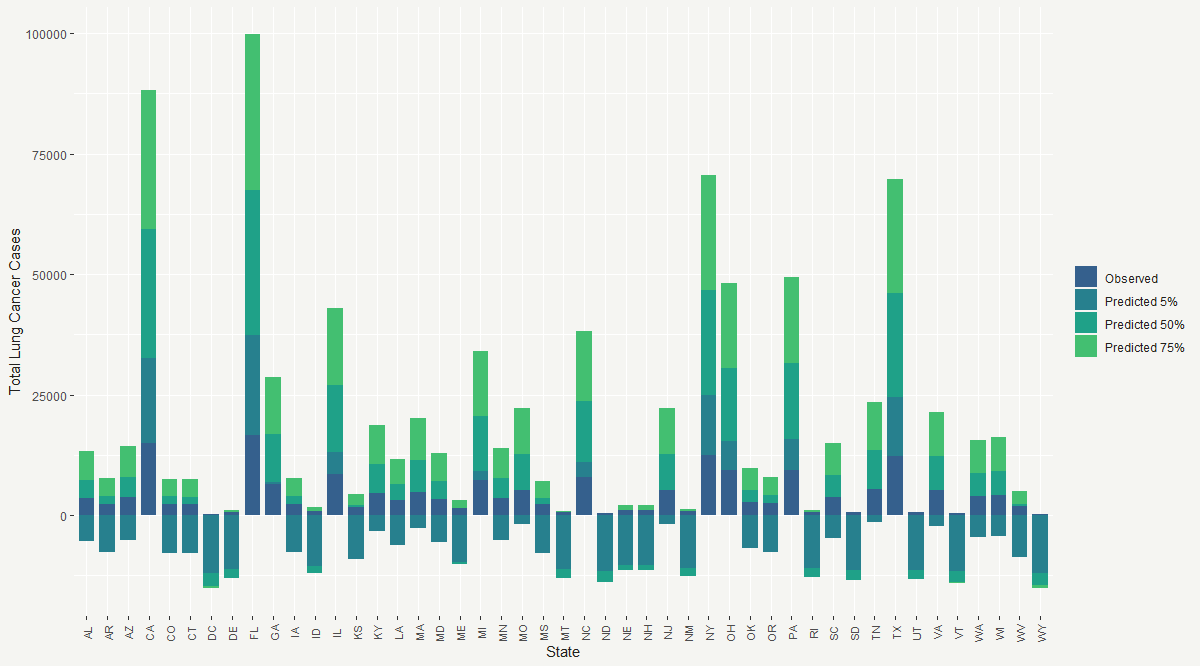 100000
75000
50000
25000
0
Total Lung Cancer Cases
AL AR AZ CA CO CT DC DE FL GA IA ID IL KS KY LA MA MD ME MI MN MO MS MT NC ND NE NH NJ NM NY OH OK OR PA RI SC SD TN TX UT VA VT WA WI WV WY
State
Observed
Predicted 5%
Predicted 50%
Predicted 75%